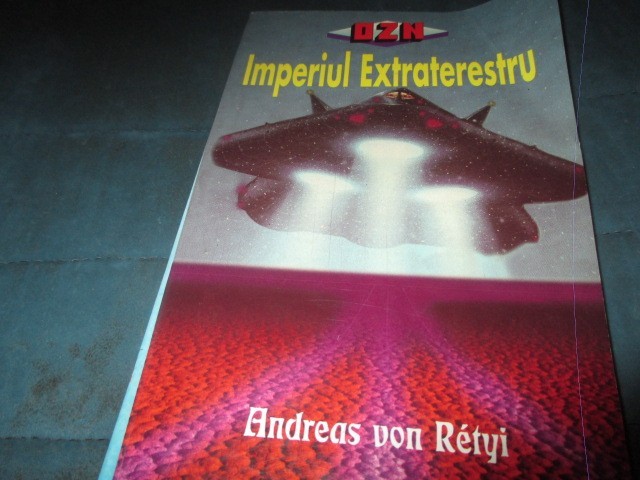 OZN
Imperiul Extraterestru
Andreas von Rétyi